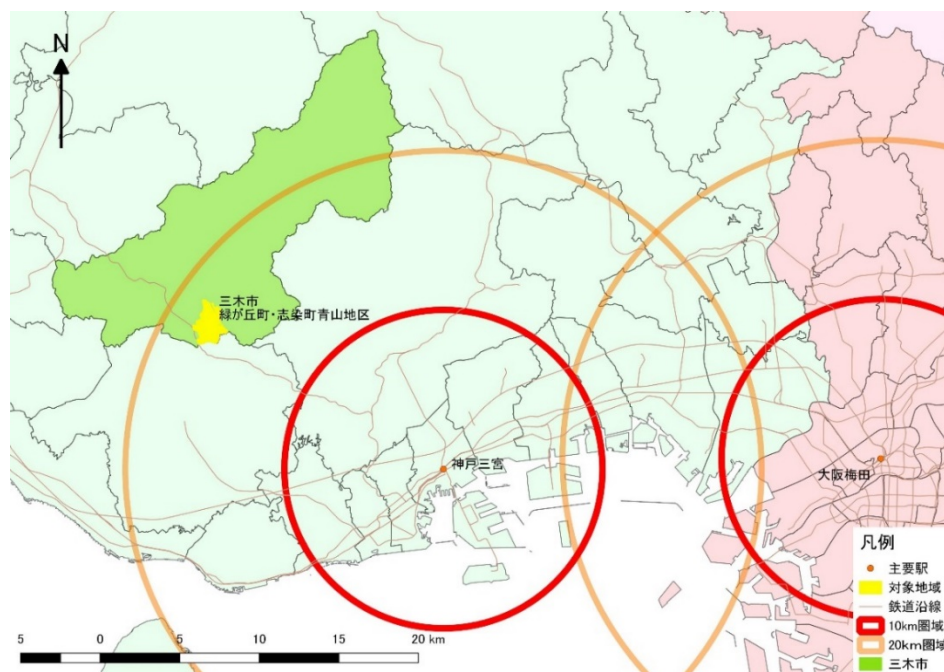 N
三木市
緑が丘町・志染町青山地区
神戸三宮
大阪梅田
凡例
主要駅
対象地域
鉄道沿線
10km圏域
20km圏域
三木市
5 0 5 10 15 20 km